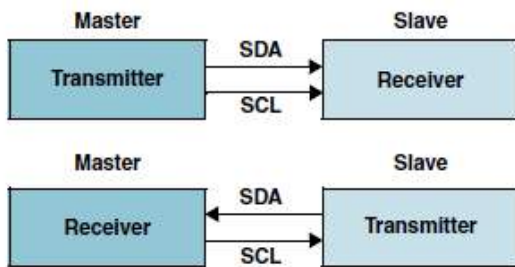 Master Slave
Transmitter SDA Receiver
SCL
Master Slave
Receiver SDA Transmitter
SCL